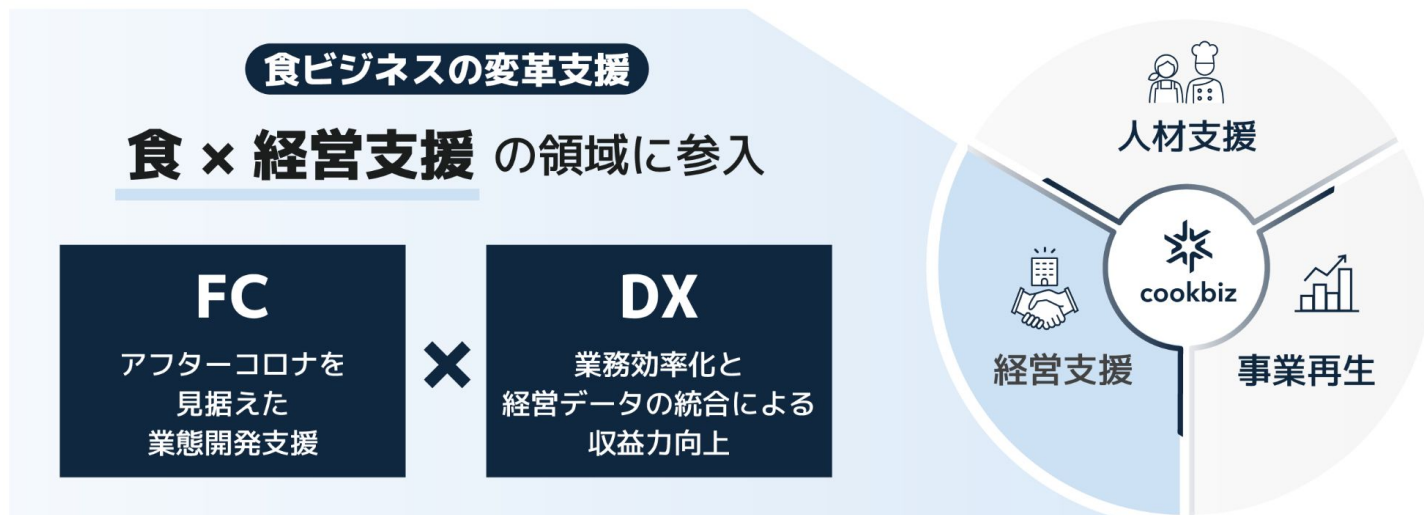 食ビジネスの変革支援
食 × 経営支援 の領域に参入
FC
アフターコロナを
見据えた
業態開発支援
×
DX
業務効率化と
経営データの統合による
収益力向上
人材支援
cookbiz
経営支援
事業再生